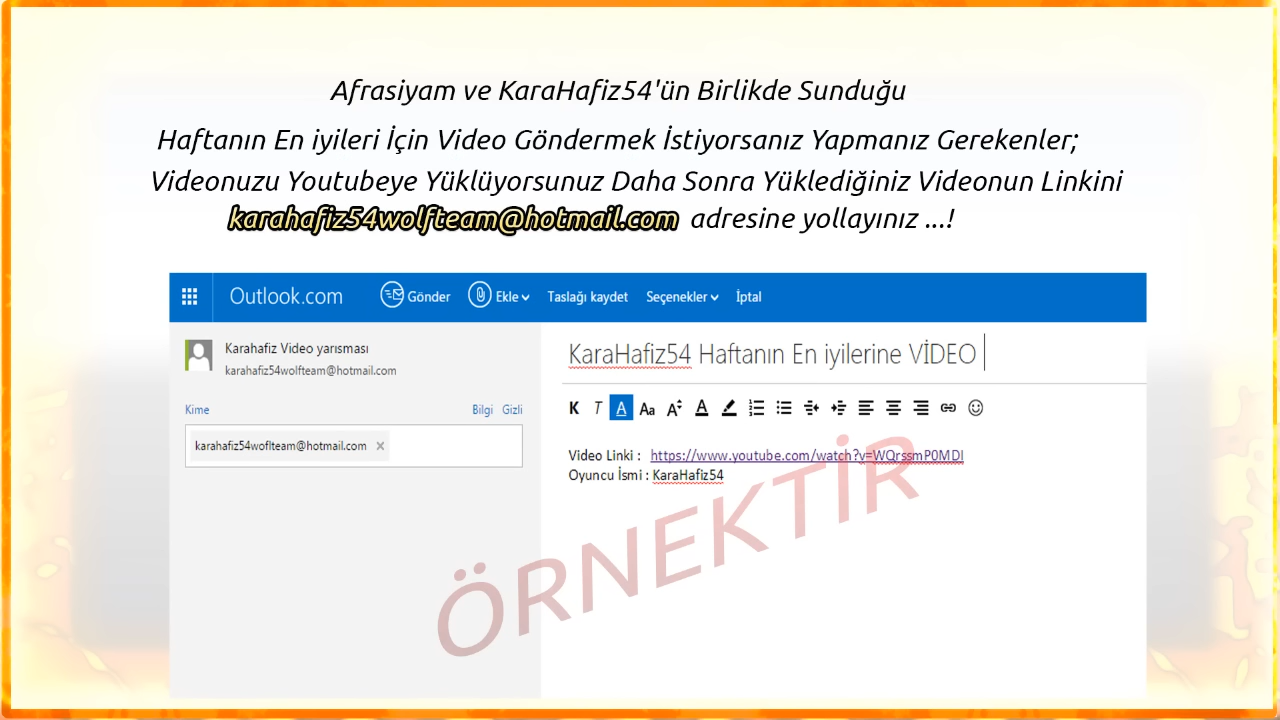 Afrasiyam ve KaraHafiz54'ün Birlikde Sunduğu
Haftanın En iyileri İçin Video Göndermek İstiyorsanız Yapmanız Gerekenler;
Videonuzu Youtubeye Yüklüyorsunuz Daha Sonra Yüklediğiniz Videonun Linkini
karahafiz54wolfteam@hotmail.com adresine yollayınız ...!
Outlook.com Gönder Ekle Taslağı kaydet Seçenekler İptal
Karahafiz Video yarısması
karahafiz54wolfteam@hotmail.com
Kime Bilgi Gizli
karahafiz54woflteam@hotmail.com
KaraHafiz54 Haftanın En iyilerine VİDEO
K T A Aa A A
Video Linki : https://www.youtube.com/watch?v=WQrssmP0MDI
Oyuncu İsmi : KaraHafiz54
ÖRNEKTİR